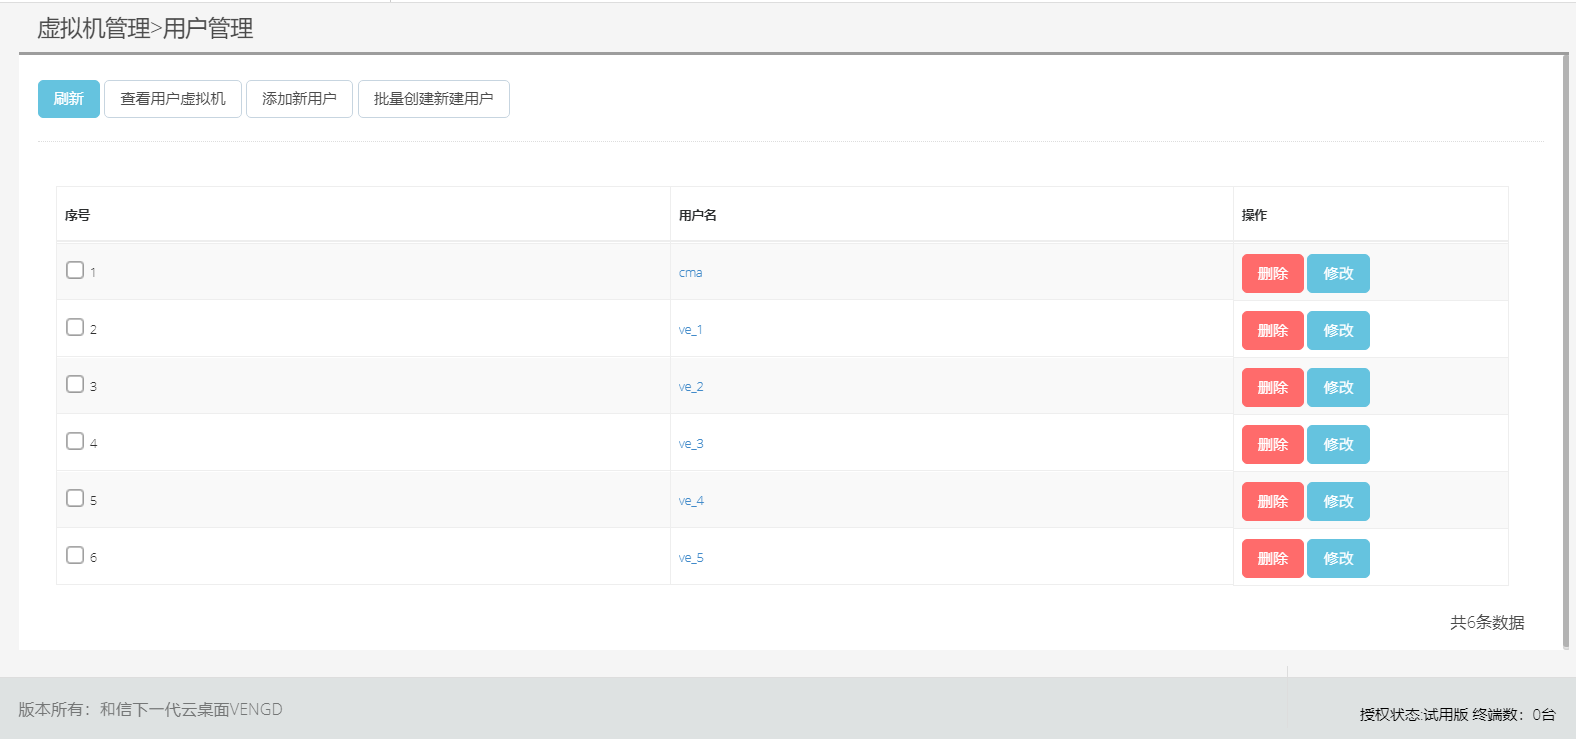 虚拟机管理>用户管理
刷新 查看用户虚拟机 添加新用户 批量创建新建用户
序号 用户名 操作
1 cma 删除 修改
2 ve_1 删除 修改
3 ve_2 删除 修改
4 ve_3 删除 修改
5 ve_4 删除 修改
6 ve_5 删除 修改
共6条数据
版本所有：和信下一代云桌面VENGD
授权状态:试用版 终端数：0台